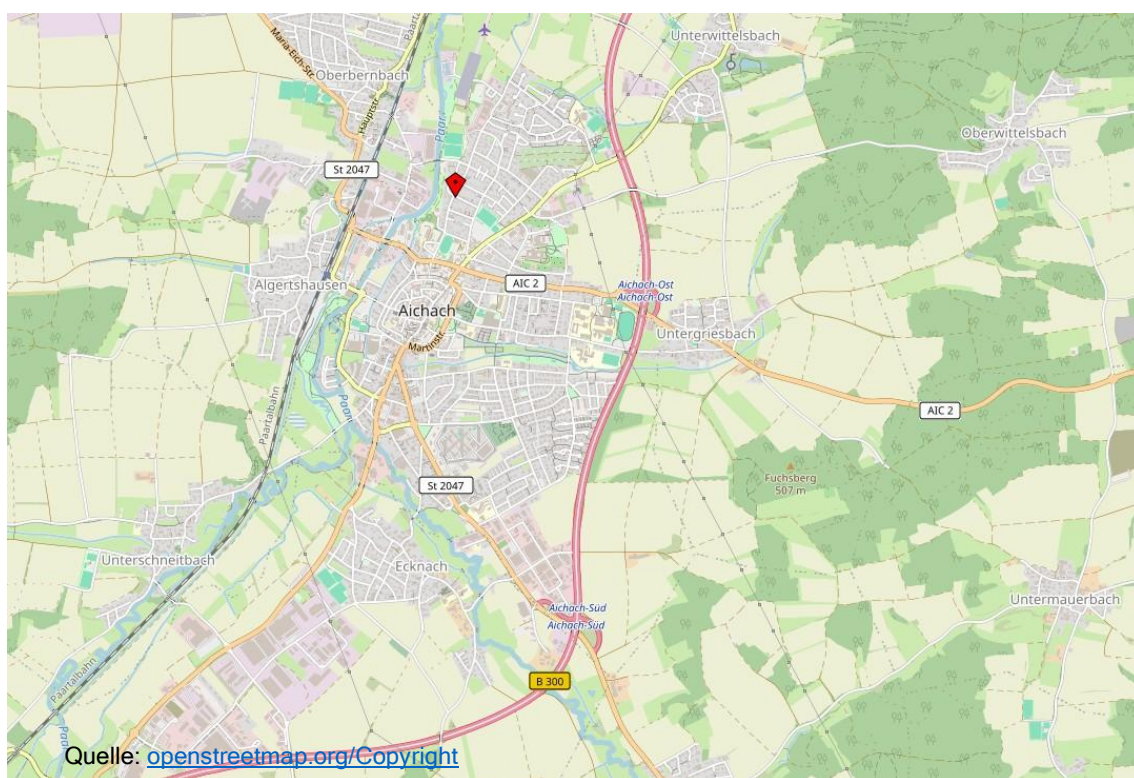 Paartal
Unterwittelsbach
Maria-Eich-Str.
Oberbernbach
Hauptstr.
Paar
Oberwittelsbach
St 2047
Algertshausen
AIC 2
Aichach-Ost
Aichach-Ost
Aichach
Untergriesbach
Martinstr.
Paar
AIC 2
Paartalbahn
Fuchsberg
507 m
St 2047
Unterschneitbach
Ecknach
Untermauerbach
Aichach-Süd
Aichach-Süd
B 300
Paartalbahn
Paar
Quelle: openstreetmap.org/Copyright